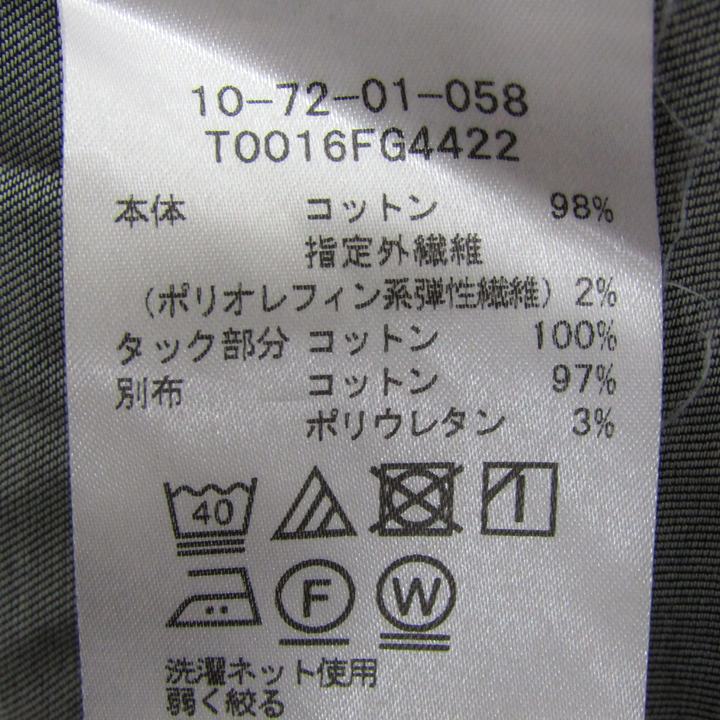 10-72-01-058
T0016FG4422
本体 コットン 98%
指定外繊維
(ポリオレフィン系弾性繊維) 2%
タック部分 コットン 100%
別布 コットン 97%
ポリウレタン 3%
40
F W
洗濯ネット使用
弱く絞る